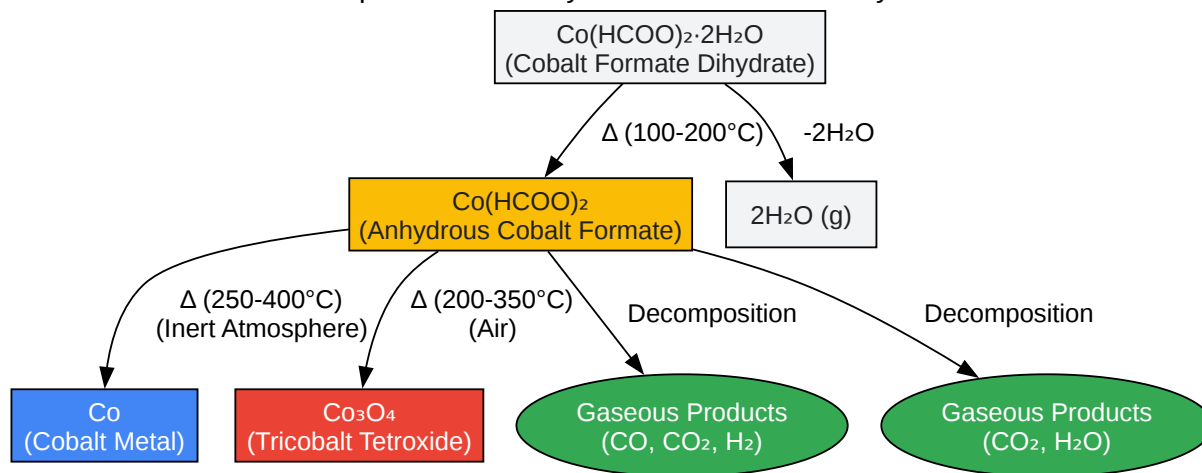 Co(HCOO)₂·2H₂O
(Cobalt Formate Dihydrate)
Δ (100-200°C)
-2H₂O
Co(HCOO)₂
(Anhydrous Cobalt Formate)
2H₂O (g)
Δ (250-400°C)
(Inert Atmosphere)
Δ (200-350°C)
(Air)
Decomposition
Decomposition
Co
(Cobalt Metal)
Co₃O₄
(Tricobalt Tetroxide)
Gaseous Products
(CO, CO₂, H₂)
Gaseous Products
(CO₂, H₂O)